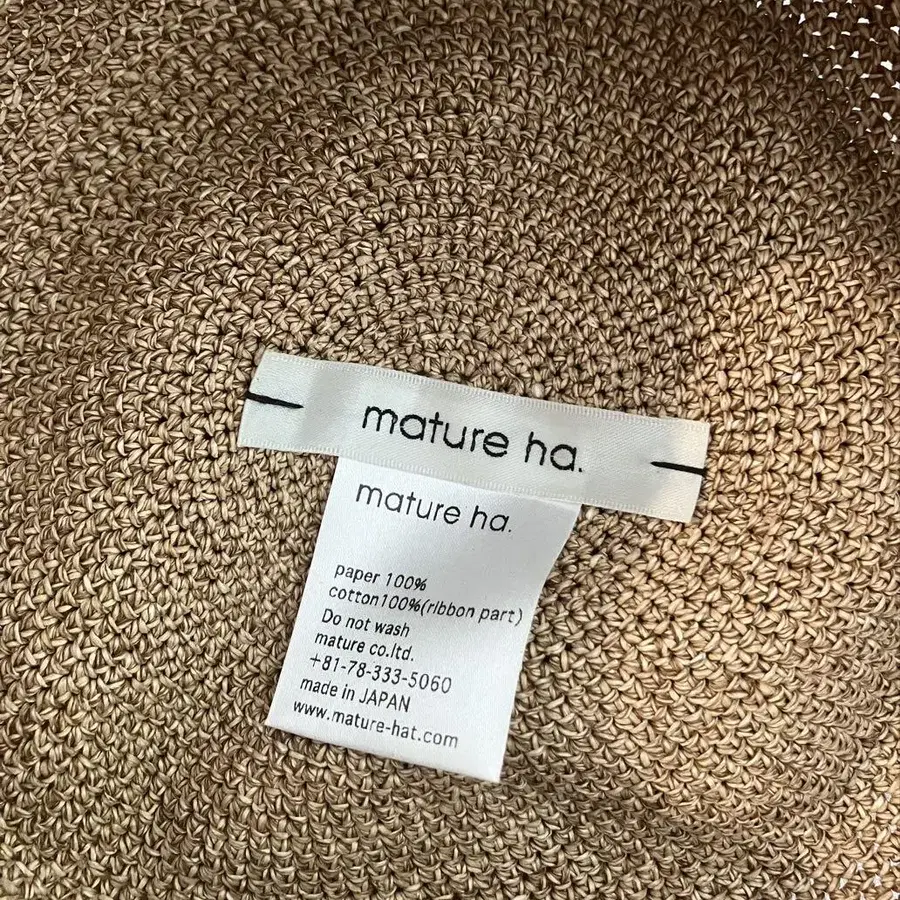 mature ha.
mature ha.
paper 100%
cotton100%(ribbon part)
Do not wash
mature co.ltd.
+81-78-333-5060
made in JAPAN
www.mature-hat.com